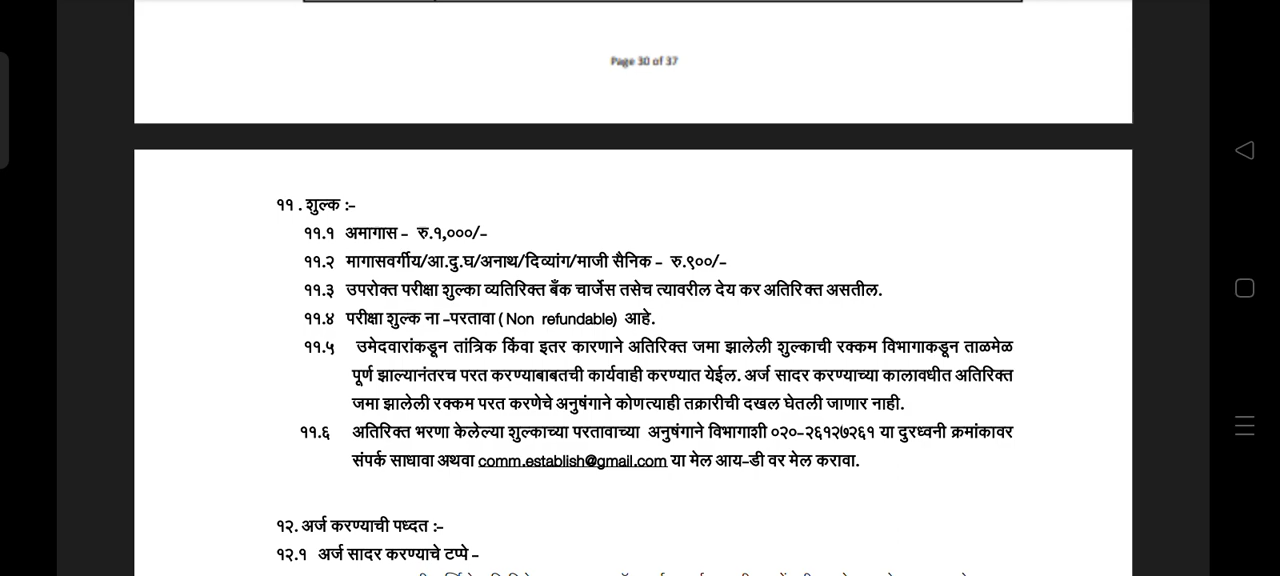 Page 30 of 37
११ . शुल्क :-
११.१ अमागास - रु.१,०००/-
११.२ मागासवर्गीय/आ.दु.घ/अनाथ/दिव्यांग/माजी सैनिक - रु.९००/-
११.३ उपरोक्त परीक्षा शुल्का व्यतिरिक्त बँक चार्जेस तसेच त्यावरील देय कर अतिरिक्त असतील.
११.४ परीक्षा शुल्क ना -परतावा ( Non refundable) आहे.
११.५ उमेदवारांकडून तांत्रिक किंवा इतर कारणाने अतिरिक्त जमा झालेली शुल्काची रक्कम विभागाकडून ताळमेळ
पूर्ण झाल्यानंतरच परत करण्याबाबतची कार्यवाही करण्यात येईल. अर्ज सादर करण्याच्या कालावधीत अतिरिक्त
जमा झालेली रक्कम परत करणेचे अनुषंगाने कोणत्याही तक्रारीची दखल घेतली जाणार नाही.
११.६ अतिरिक्त भरणा केलेल्या शुल्काच्या परताव्याच्या अनुषंगाने विभागाशी ०२०-२६१२७२६१ या दुरध्वनी क्रमांकावर
संपर्क साधावा अथवा comm.establish@gmail.com या मेल आय-डी वर मेल करावा.
१२. अर्ज करण्याची पध्दत :-
१२.१ अर्ज सादर करण्याचे टप्पे -